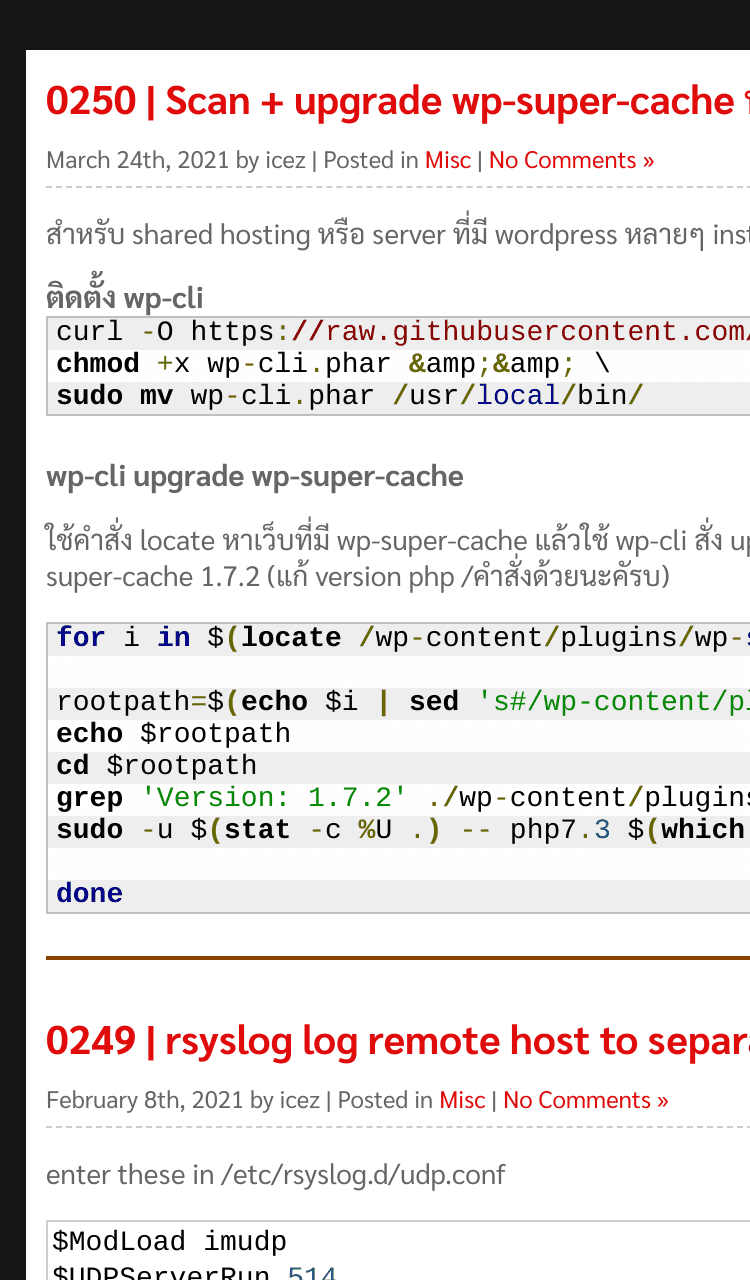 0250 | Scan + upgrade wp-super-cache
March 24th, 2021 by icez | Posted in Misc | No Comments »
สำหรับ shared hosting หรือ server ที่มี wordpress หลายๆ inst
ติดตั้ง wp-cli
curl -O https://raw.githubusercontent.com/
chmod +x wp-cli.phar &amp;&amp; \
sudo mv wp-cli.phar /usr/local/bin/
wp-cli upgrade wp-super-cache
ใช้คำสั่ง locate หาเว็บที่มี wp-super-cache แล้วใช้ wp-cli สั่ง up
super-cache 1.7.2 (แก้ version php /คำสั่งด้วยนะคัรบ)
for i in $(locate /wp-content/plugins/wp-s
rootpath=$(echo $i | sed 's#/wp-content/pl
echo $rootpath
cd $rootpath
grep 'Version: 1.7.2' ./wp-content/plugins
sudo -u $(stat -c %U .) -- php7.3 $(which
done
0249 | rsyslog log remote host to separa
February 8th, 2021 by icez | Posted in Misc | No Comments »
enter these in /etc/rsyslog.d/udp.conf
$ModLoad imudp
$UDPServerRun 514